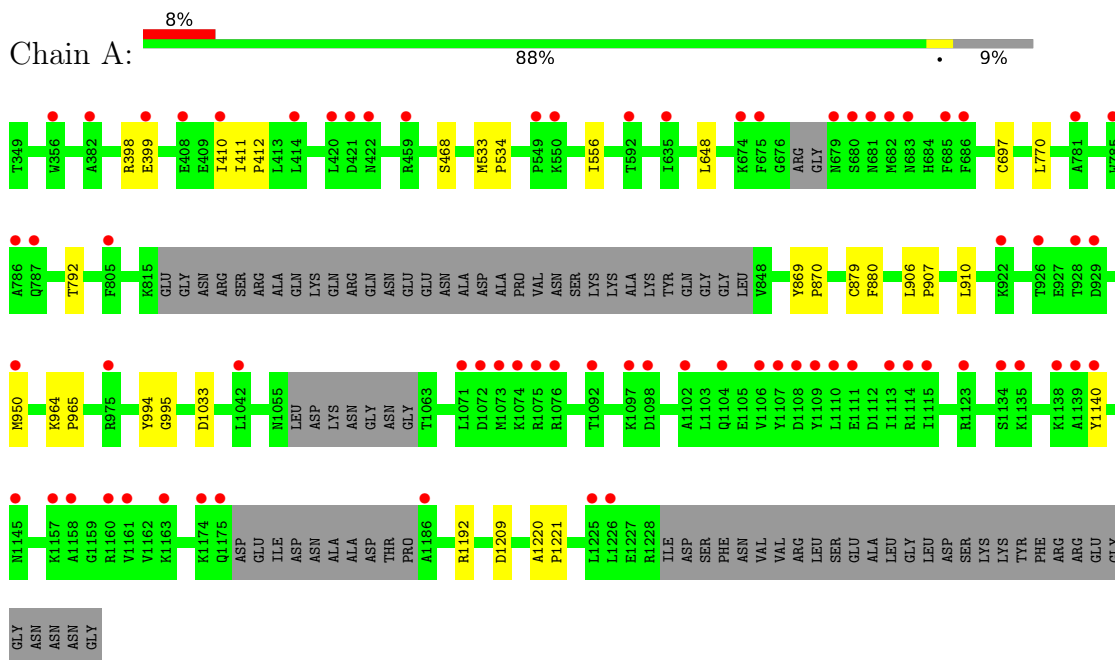 8%
Chain A:
88%
•
9%
T349 W356 A382 R398 E399 E408 E409 I410 I411 P412 L413 L414 L420 D421 N422 R459 S468 M533 P534 P549 K550 I556 T592 I635 L648 K674 F675 G676 ARG GLY N679 S680 N681 M682 N683 H684 F685 F686 C697 L770 A781 W785
A786 Q787 T792 F805 K815 GLU GLY ASN ARG SER ARG ALA GLN LYS GLN ARG GLN ASN GLU GLU ASN ALA ASP ALA PRO VAL ASN SER LYS LYS ALA LYS TYR GLN GLY GLY LEU V848 Y869 P870 C879 F880 L906 P907 L910 K922 T926 E927 T928 D929
M950 K964 P965 R975 Y994 G995 D1033 L1042 N1055 LEU ASP LYS ASN GLY ASN GLY T1063 L1071 D1072 M1073 K1074 R1075 R1076 T1092 K1097 D1098 A1102 L1103 Q1104 E1105 V1106 Y1107 D1108 Y1109 L1110 E1111 D1112 I1113 R1114 I1115 R1123 S1134 K1135 K1138 A1139 Y1140
N1145 K1157 A1158 G1159 R1160 V1161 V1162 K1163 K1174 Q1175 ASP GLU ILE ASP ASN ALA ALA ASP THR PRO A1186 R1192 D1209 A1220 P1221 L1225 L1226 E1227 R1228 ILE ASP SER PHE ASN VAL VAL ARG LEU SER GLU ALA LEU GLY LEU ASP SER LYS LYS TYR PHE ARG ARG GLU GLY
GLY ASN ASN ASN GLY